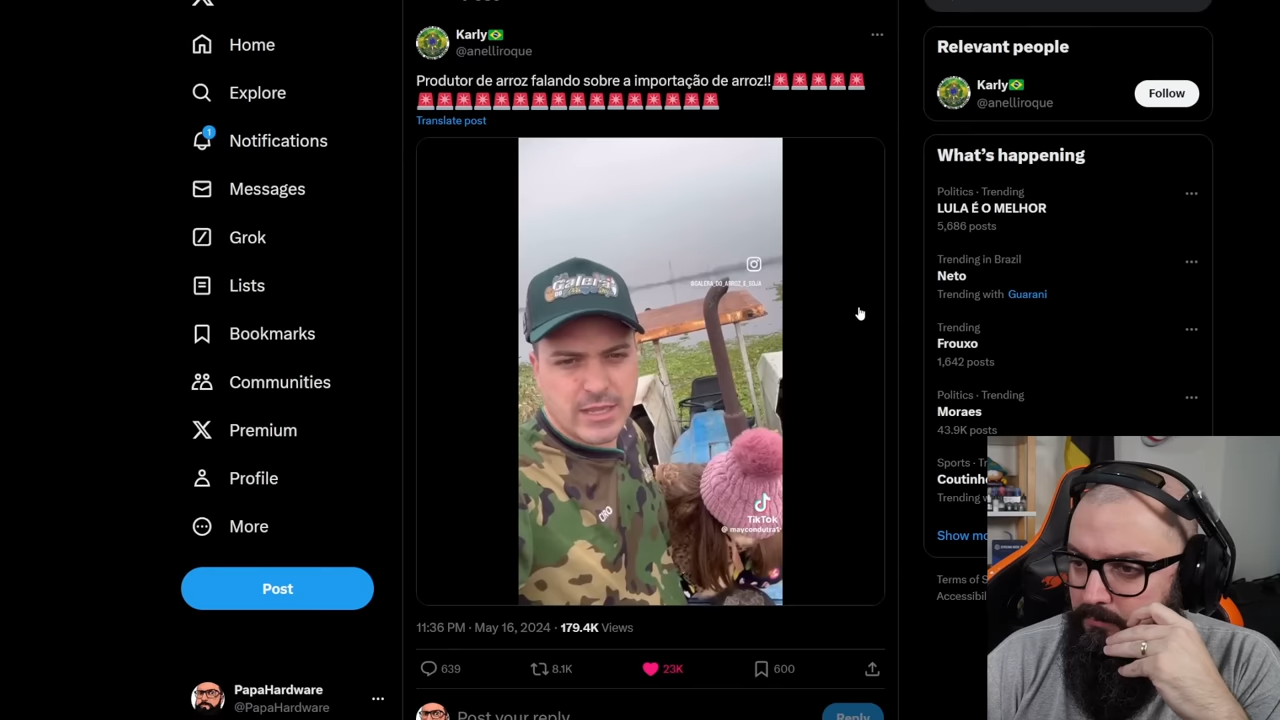 Home
Explore
1
Notifications
Messages
Grok
Lists
Bookmarks
Communities
Premium
Profile
More
Post
PapaHardware
@PapaHardware
Karly🇧🇷
@anelliroque
Produtor de arroz falando sobre a importação de arroz!!🚨🚨🚨🚨🚨
🚨🚨🚨🚨🚨🚨🚨🚨🚨🚨🚨🚨🚨🚨🚨🚨
Translate post
@GALERA_DO_ARROZ_E_SOJA
Galera
TikTok
11:36 PM · May 16, 2024 · 179.4K Views
639
8.1K
23K
600
Post your reply
Reply
Relevant people
Karly🇧🇷
@anelliroque
Follow
What's happening
Politics · Trending
LULA É O MELHOR
5,686 posts
Trending in Brazil
Neto
Trending with Guarani
Trending
Frouxo
1,642 posts
Politics · Trending
Moraes
43.9K posts
Sports
Trending
Show
Terms of